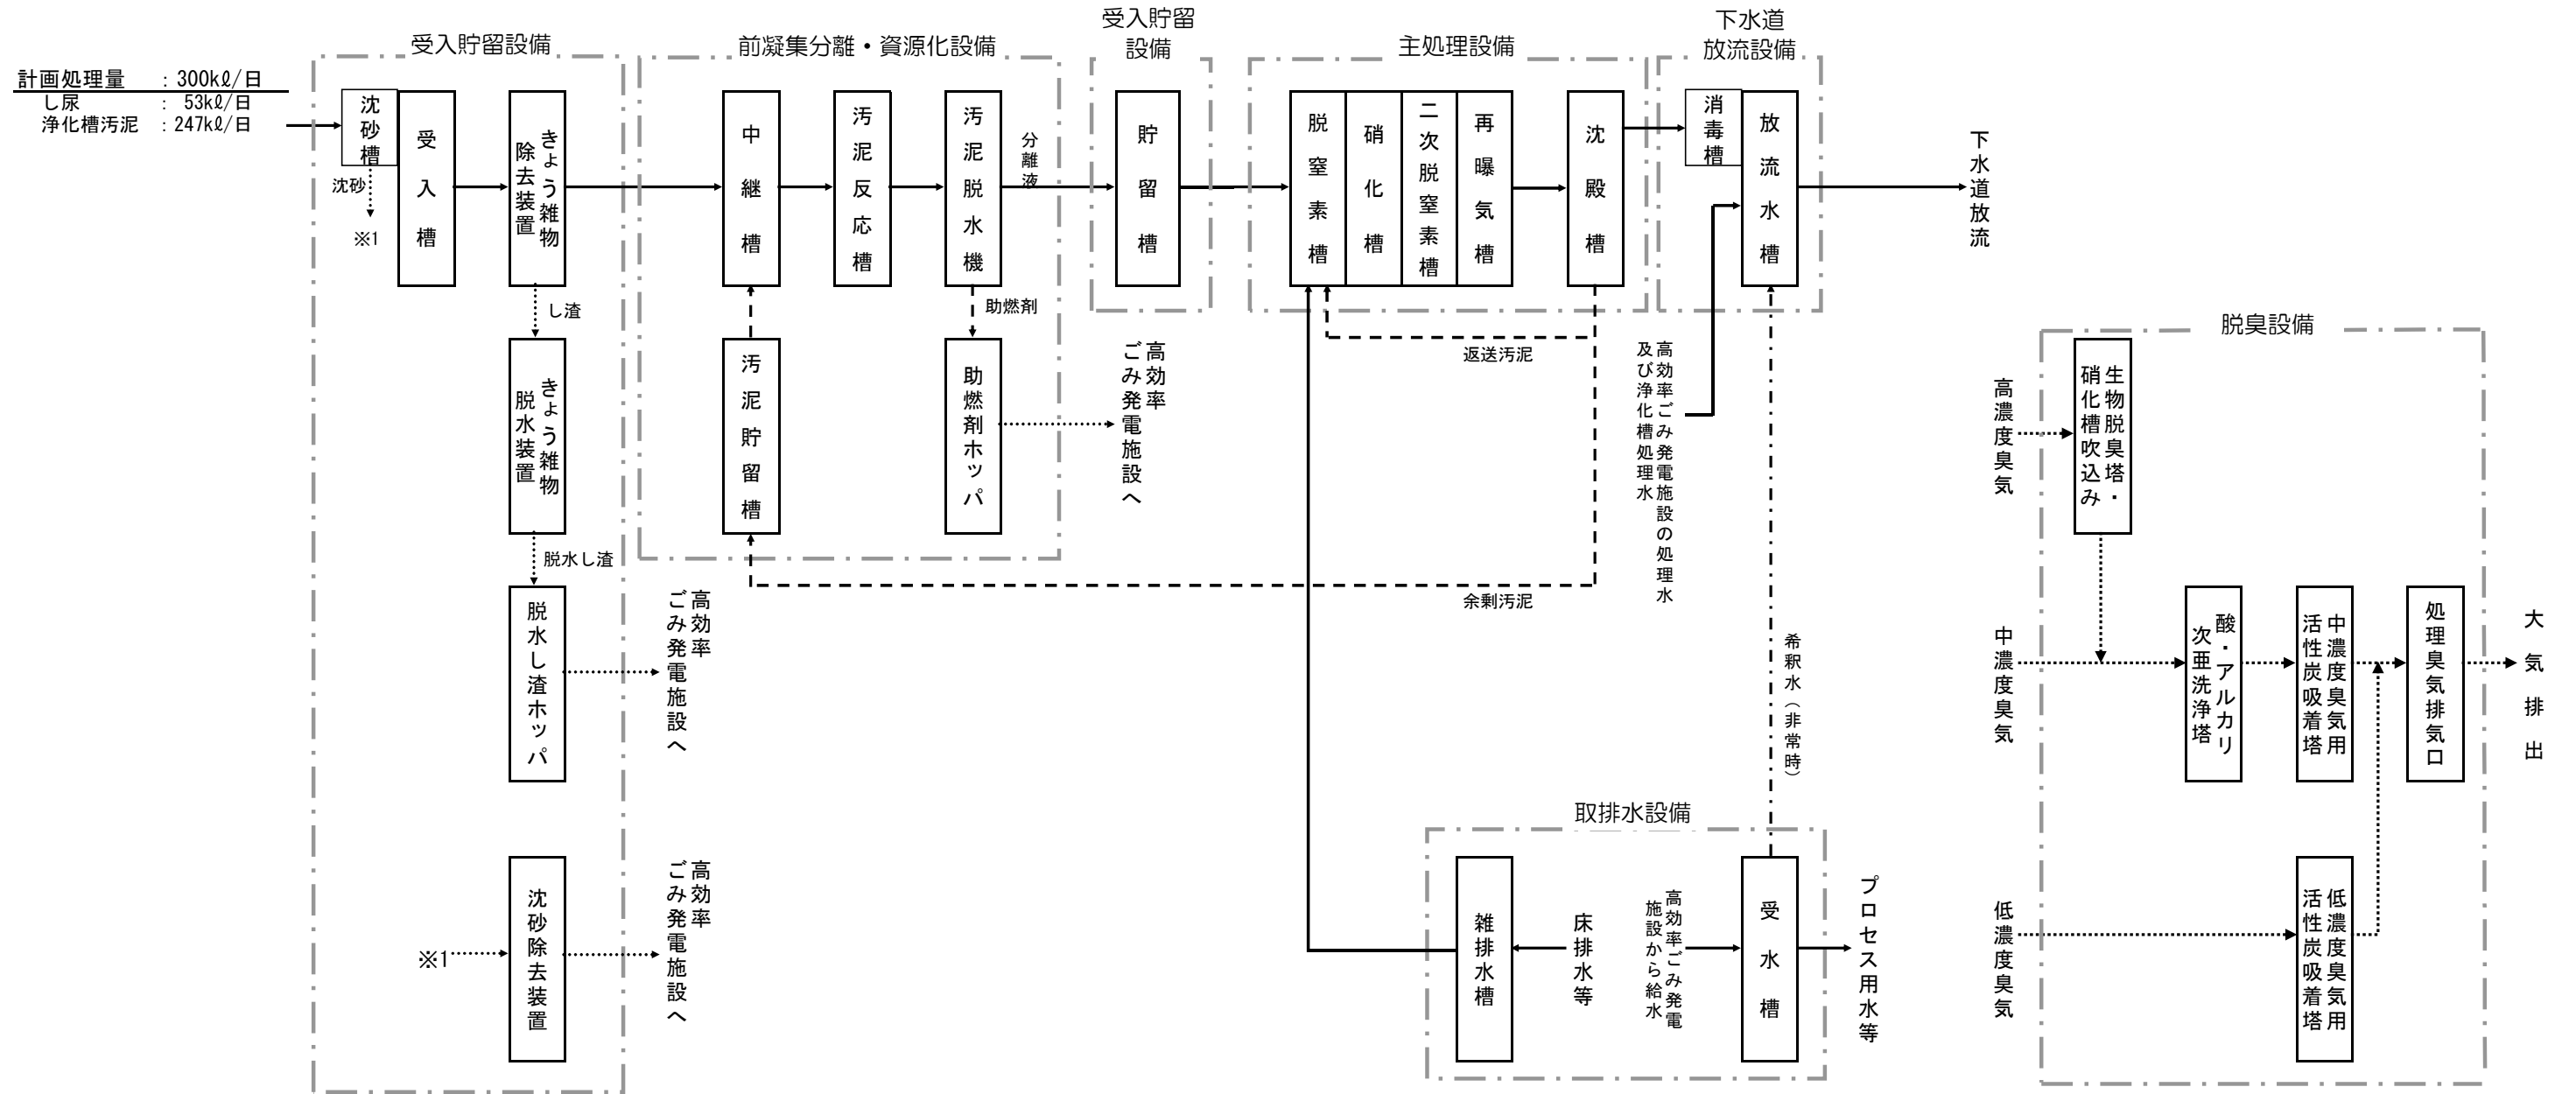 受入貯留設備
前凝集分離・資源化設備
受入貯留
設備
主処理設備
下水道
放流設備
計画処理量 : 300kℓ/日
し尿 : 53kℓ/日
浄化槽汚泥 : 247kℓ/日
沈砂槽
沈砂
※1
受入槽
きょう雑物
除去装置
し渣
きょう雑物
脱水装置
脱水し渣
脱水し渣ホッパ
高効率
ごみ発電施設へ
※1
沈砂除去装置
高効率
ごみ発電施設へ
中継槽
汚泥反応槽
汚泥脱水機
分離液
助燃剤
汚泥貯留槽
助燃剤ホッパ
高効率
ごみ発電施設へ
貯留槽
脱窒素槽
硝化槽
二次脱窒素槽
再曝気槽
沈殿槽
返送汚泥
余剰汚泥
消毒槽
放流水槽
下水道放流
高効率ごみ発電施設の処理水
及び浄化槽処理水
希釈水（非常時）
取排水設備
雑排水槽
床排水等
高効率ごみ発電
施設から給水
受水槽
プロセス用水等
脱臭設備
高濃度臭気
生物脱臭塔・
硝化槽吹込み
中濃度臭気
酸・アルカリ
次亜洗浄塔
中濃度臭気用
活性炭吸着塔
処理臭気排気口
大気排出
低濃度臭気
低濃度臭気用
活性炭吸着塔